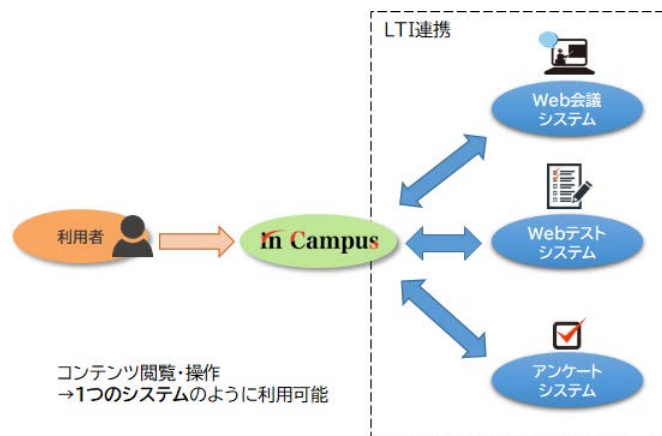 LTI連携
Web会議
システム
利用者
in Campus
Webテスト
システム
アンケート
システム
コンテンツ閲覧・操作
→1つのシステムのように利用可能